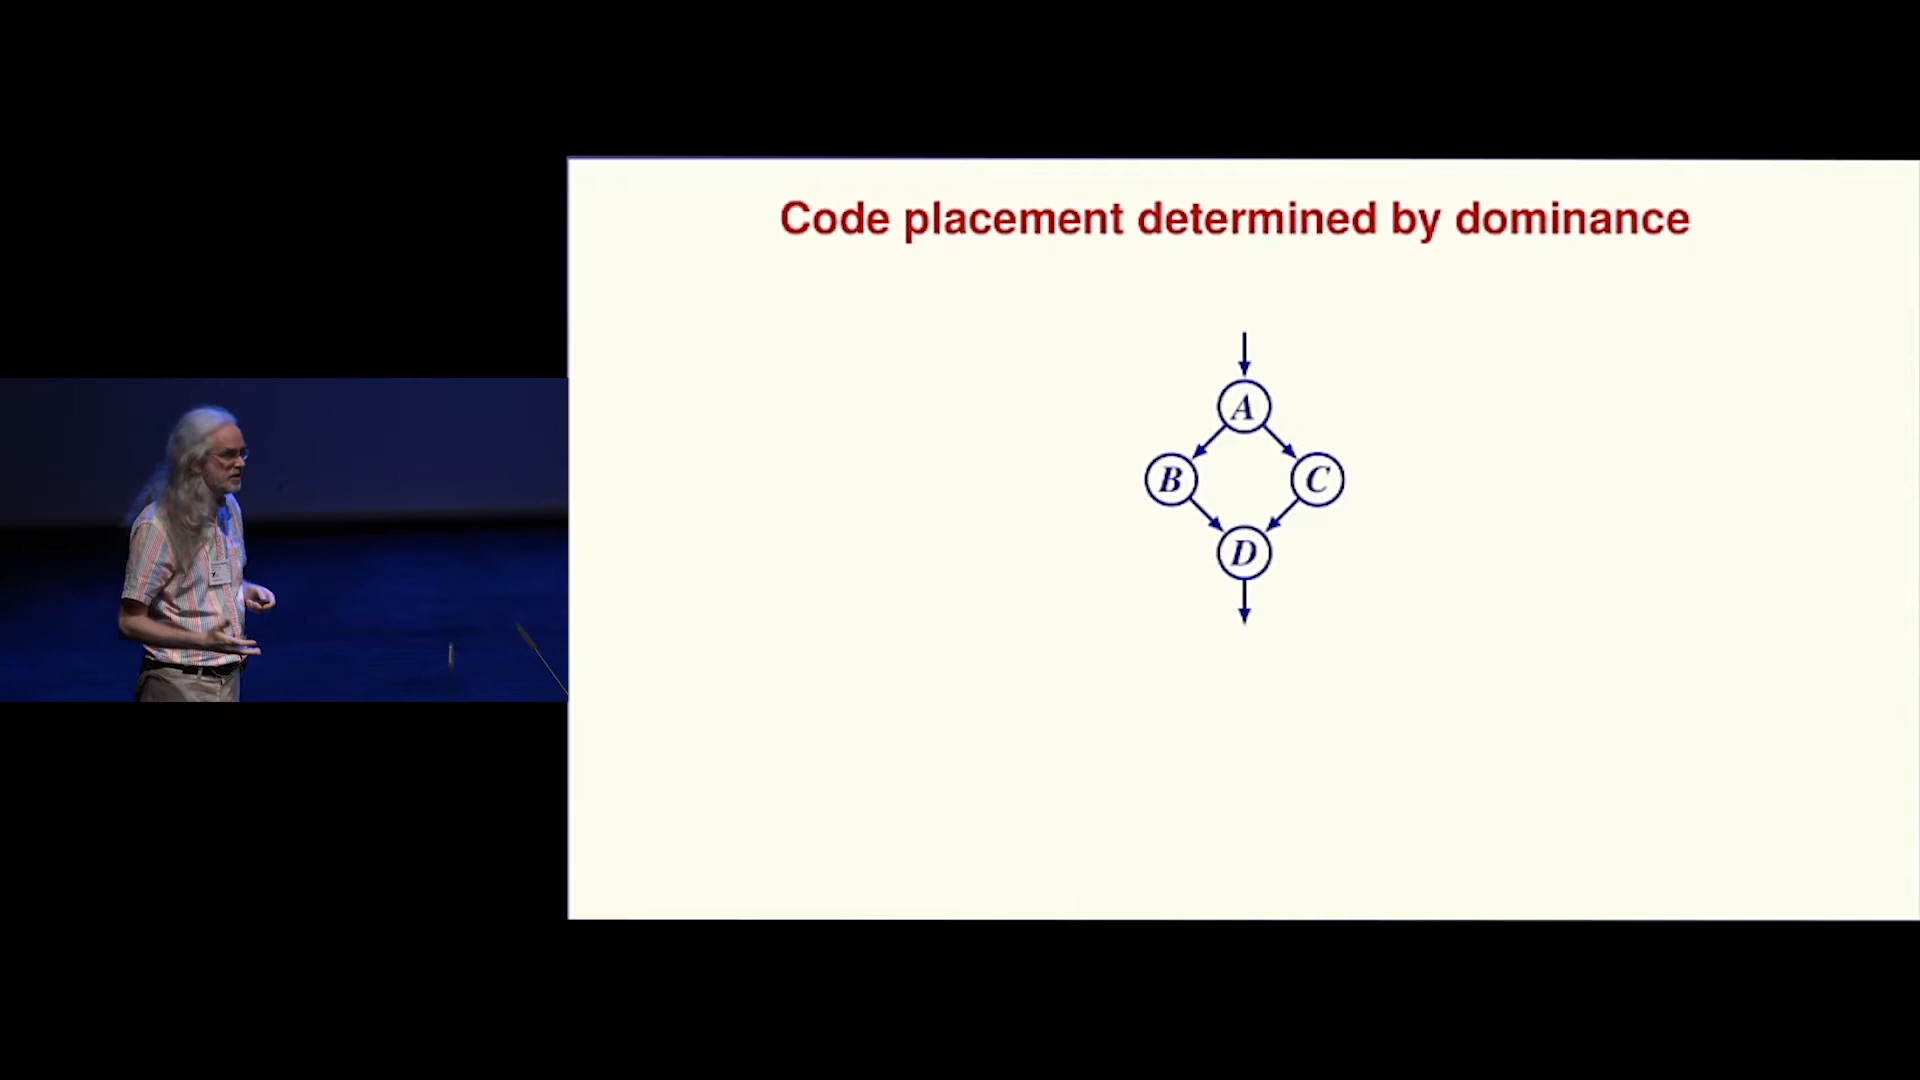 Code placement determined by dominance
A
B C
D